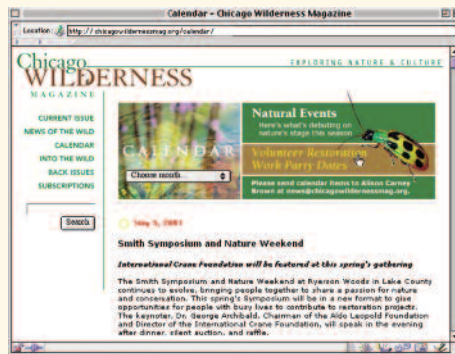 Calendar - Chicago Wilderness Magazine
Location: http://chicagowildernessmag.org/calendar/
Chicago
WILDERNESS
MAGAZINE
EXPLORING NATURE & CULTURE
CURRENT ISSUE
NEWS OF THE WILD
CALENDAR
INTO THE WILD
BACK ISSUES
SUBSCRIPTIONS
Search
CALENDAR
Choose month...
Natural Events
Here's what's debuting on
nature's stage this season
Volunteer Restoration
Work Party Dates
Please send calendar items to Alison Carney
Brown at news@chicagowildernessmag.org.
May 5, 2001
Smith Symposium and Nature Weekend
International Crane Foundation will be featured at this spring's gathering
The Smith Symposium and Nature Weekend at Ryerson Woods in Lake County
continues to evolve, bringing people together to share a passion for nature
and conservation. This spring's Symposium will be in a new format to give
opportunities for people with busy lives to contribute to restoration projects.
The keynoter, Dr. George Archibald, Chairman of the Aldo Leopold Foundation
and Director of the International Crane Foundation, will speak in the evening
after dinner, silent auction, and raffle.